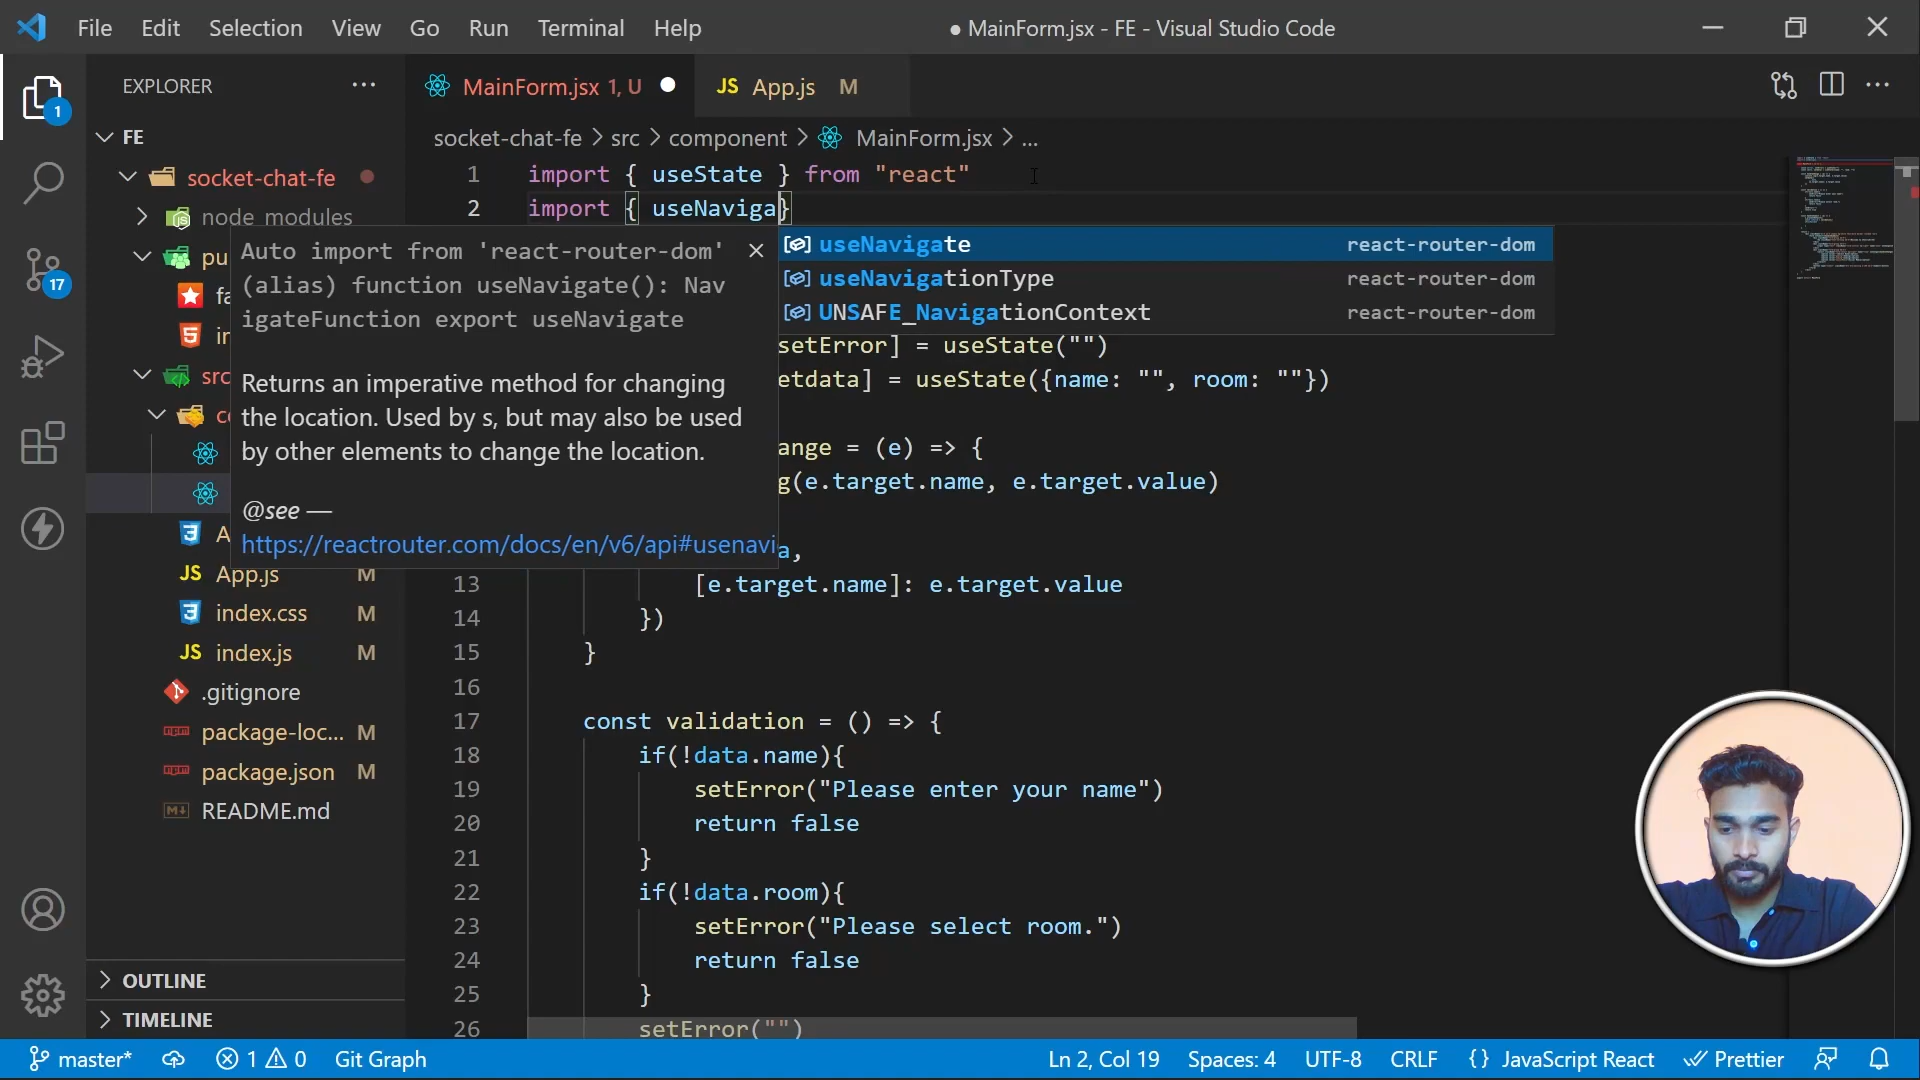 File Edit Selection View Go Run Terminal Help
● MainForm.jsx - FE - Visual Studio Code
EXPLORER
MainForm.jsx 1, U
JS App.js M
FE
socket-chat-fe > src > component > MainForm.jsx > ...
socket-chat-fe
node_modules
pu
fa
in
src
co
A
JS App.js M
index.css M
JS index.js M
.gitignore
package-loc... M
package.json M
README.md
OUTLINE
TIMELINE
1
17
1 import { useState } from "react"
2 import { useNaviga}
Auto import from 'react-router-dom'
(alias) function useNavigate(): Nav
igateFunction export useNavigate
Returns an imperative method for changing
the location. Used by s, but may also be used
by other elements to change the location.
@see —
https://reactrouter.com/docs/en/v6/api#usenavi
useNavigate react-router-dom
useNavigationType react-router-dom
UNSAFE_NavigationContext react-router-dom
setError] = useState("")
etdata] = useState({name: "", room: ""})
ange = (e) => {
g(e.target.name, e.target.value)
a,
13 [e.target.name]: e.target.value
14 })
15 }
16
17 const validation = () => {
18 if(!data.name){
19 setError("Please enter your name")
20 return false
21 }
22 if(!data.room){
23 setError("Please select room.")
24 return false
25 }
26 setError("")
master* 1 0 Git Graph
Ln 2, Col 19 Spaces: 4 UTF-8 CRLF {} JavaScript React Prettier